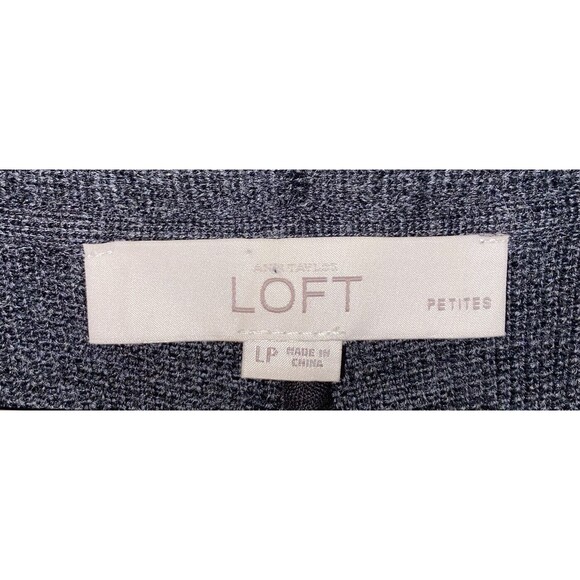 ANN TAYLOR
LOFT
PETITES
LP
MADE IN
CHINA